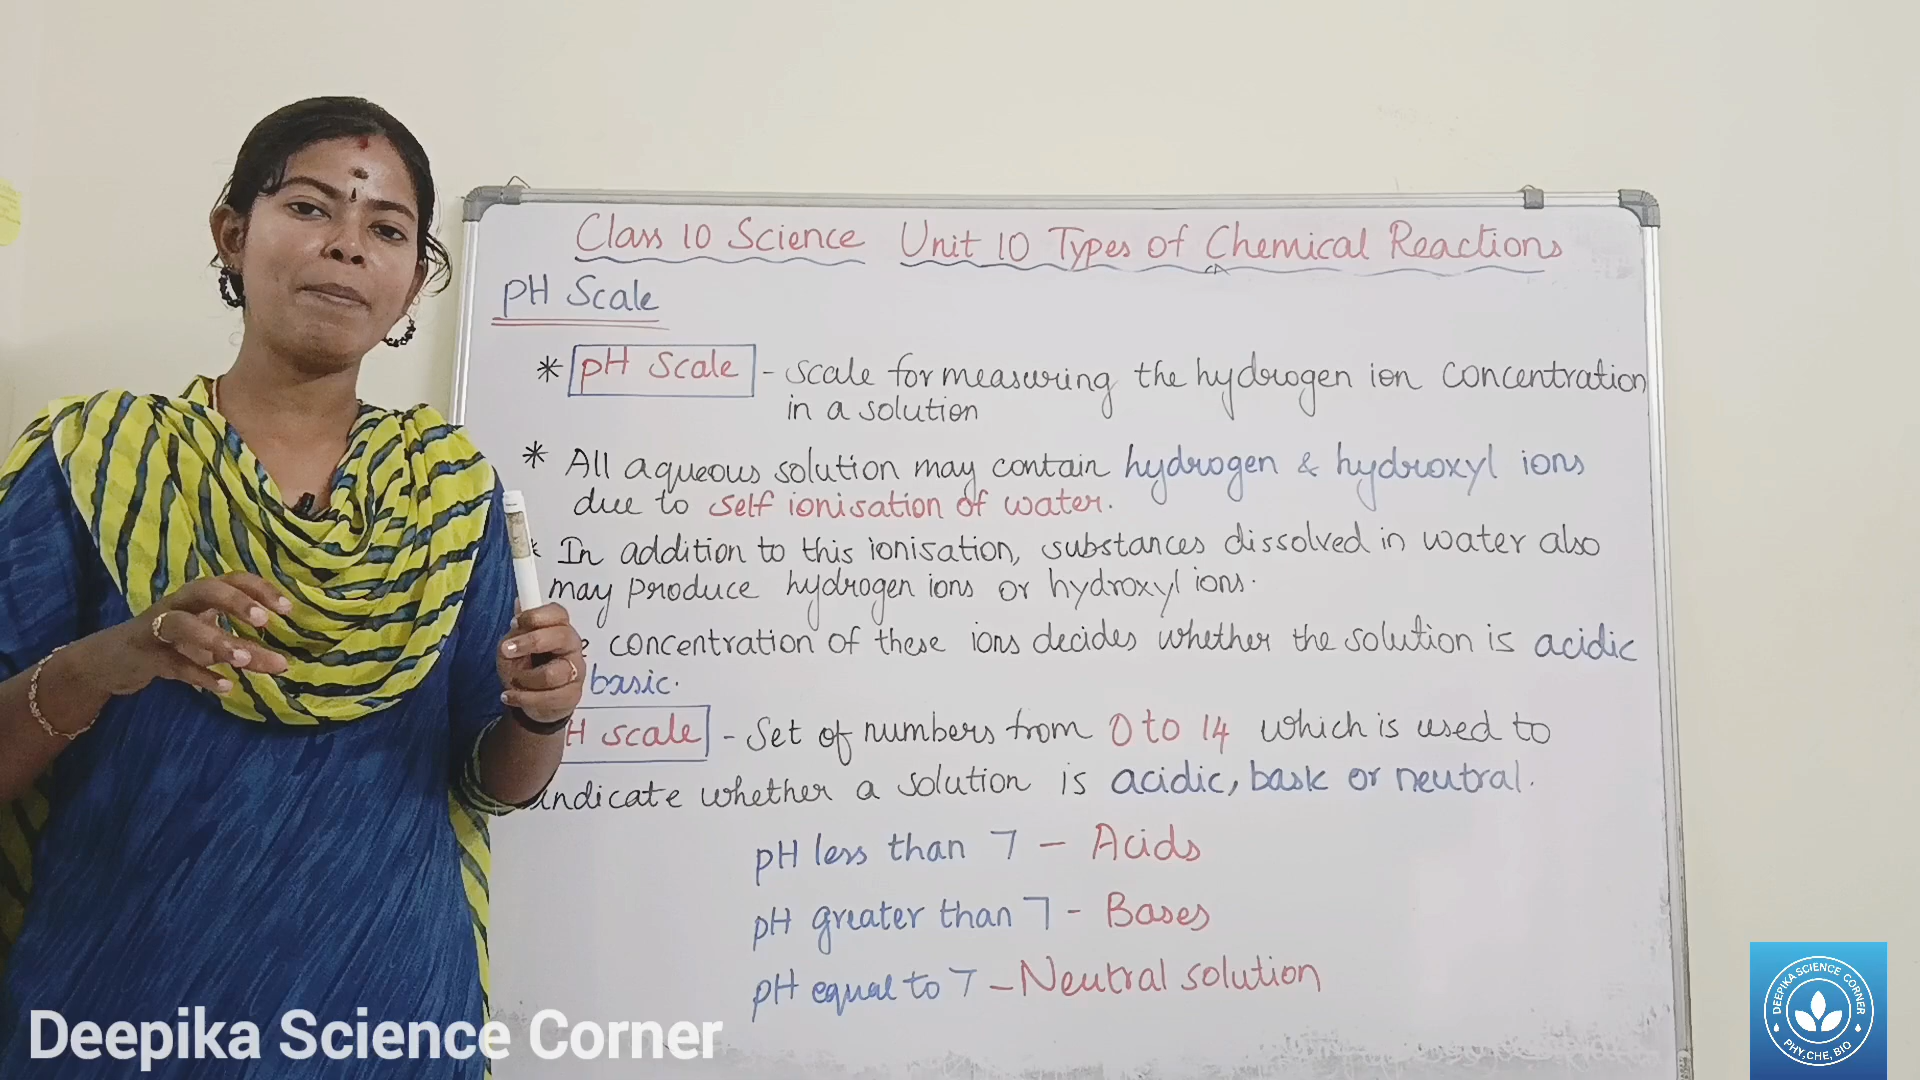 Class 10 Science Unit 10 Types of Chemical Reactions
pH Scale
* pH scale - scale for measuring the hydrogen ion concentration
in a solution
* All aqueous solution may contain hydrogen & hydroxyl ions
due to self ionisation of water.
* In addition to this ionisation, substances dissolved in water also
may produce hydrogen ions or hydroxyl ions.
concentration of these ions decides whether the solution is acidic
basic.
H scale - Set of numbers from 0 to 14 which is used to
indicate whether a solution is acidic, basic or neutral.
pH less than 7 - Acids
pH greater than 7 - Bases
pH equal to 7 - Neutral solution
Deepika Science Corner
DEEPIKA SCIENCE CORNER
PHY, CHE, BIO